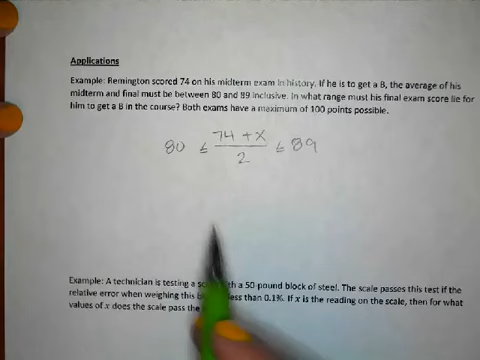 Applications
Example: Remington scored 74 on his midterm exam in history. If he is to get a B, the average of his
midterm and final must be between 80 and 89 inclusive. In what range must his final exam score lie for
him to get a B in the course? Both exams have a maximum of 100 points possible.
80 ≤ (74 + x)/2 ≤ 89
Example: A technician is testing a a 50 pound block of steel. The scale passes this test if the
relative error when weighing this less than 0.1%. If x is the reading on the scale, then for what
values of x does the scale pass the